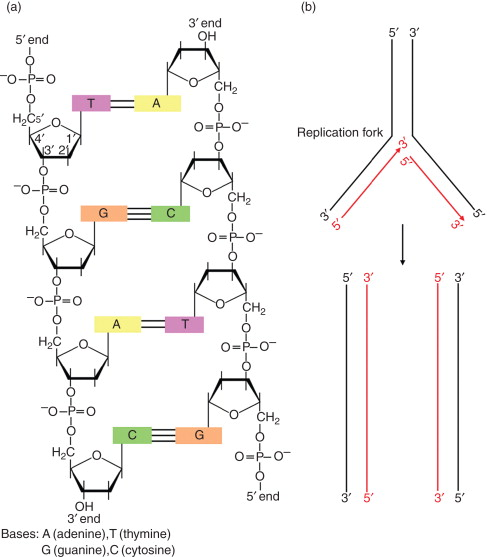 (a)
(b)
5′ end
3′ end
OH
O
O
CH₂
5′ 3′
⁻O—P=O
O
T A
O
H₂C5′
O
O=P—O⁻
4′ 1′
3′ 2′
O
O
Replication fork
3′
5′
⁻O—P=O
O
CH₂
O
G C
H₂C
O
O
3′
5′
3′
O=P—O⁻
O
O
⁻O—P=O
O
CH₂
O
H₂C
A T
O
O
O=P—O⁻
5′ 3′ 5′ 3′
O
O
⁻O—P=O
O
CH₂
O
H₂C
C G
O
O
O=P—O⁻
O
OH
3′ end
5′ end
3′ 5′ 3′ 5′
Bases: A (adenine), T (thymine)
G (guanine), C (cytosine)